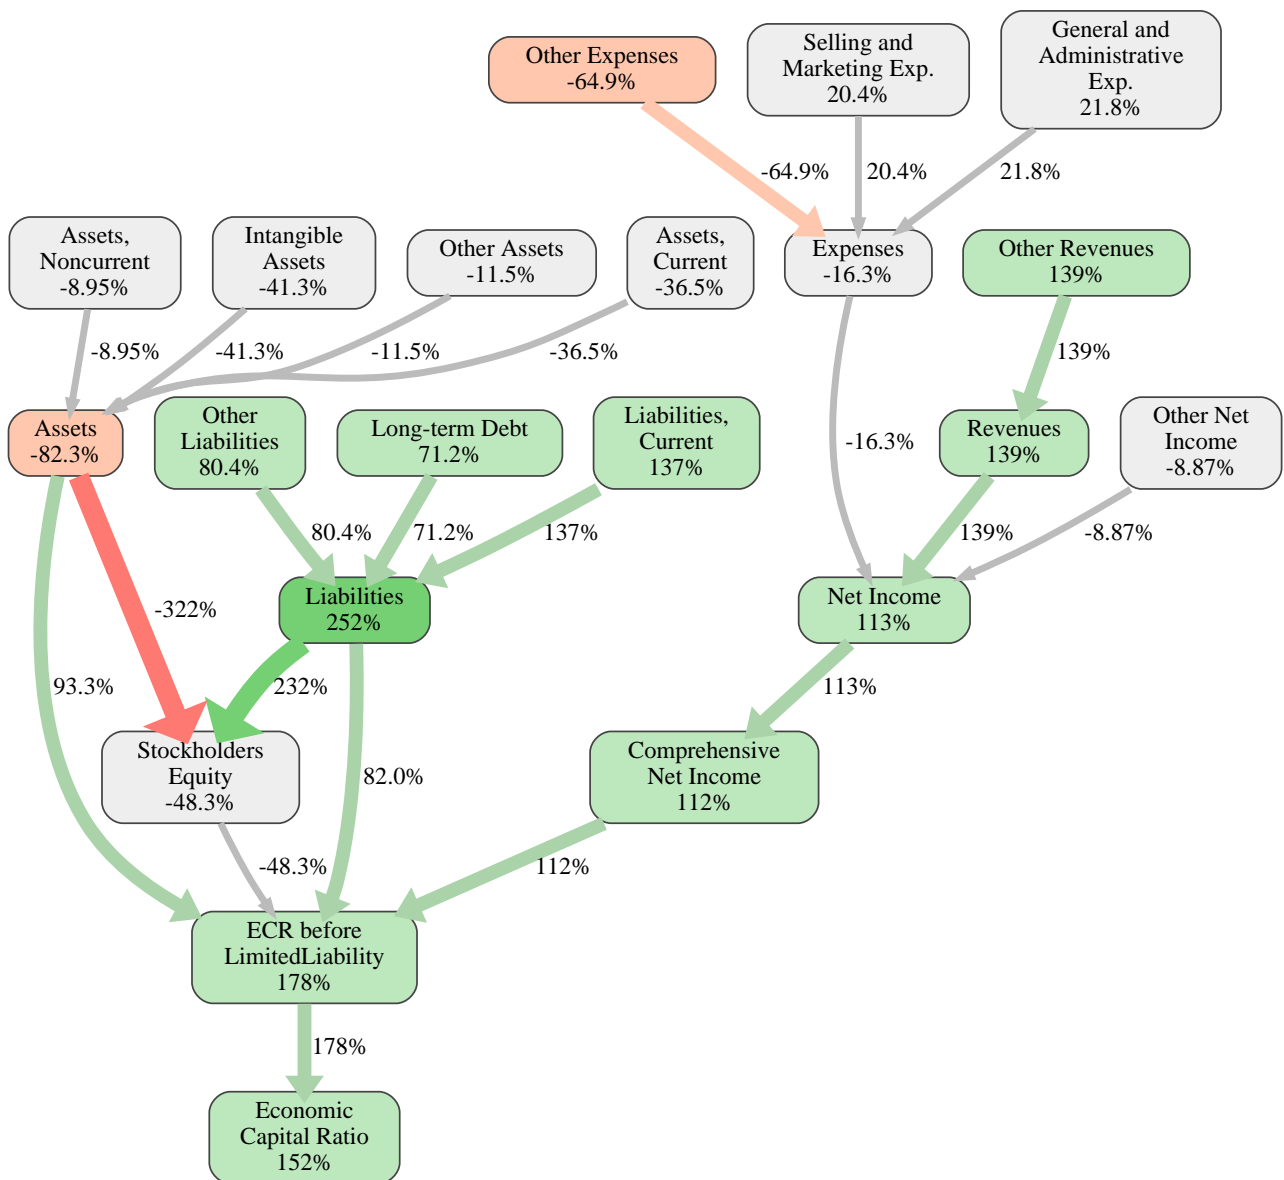 Other Expenses
-64.9%
Selling and
Marketing Exp.
20.4%
General and
Administrative
Exp.
21.8%
-64.9%
20.4%
21.8%
Assets,
Noncurrent
-8.95%
Intangible
Assets
-41.3%
Other Assets
-11.5%
Assets,
Current
-36.5%
Expenses
-16.3%
Other Revenues
139%
-8.95%
-41.3%
-11.5%
-36.5%
139%
Assets
-82.3%
Other
Liabilities
80.4%
Long-term Debt
71.2%
Liabilities,
Current
137%
-16.3%
Revenues
139%
Other Net
Income
-8.87%
80.4%
71.2%
137%
139%
-8.87%
-322%
Liabilities
252%
Net Income
113%
93.3%
232%
113%
Stockholders
Equity
-48.3%
82.0%
Comprehensive
Net Income
112%
-48.3%
112%
ECR before
LimitedLiability
178%
178%
Economic
Capital Ratio
152%